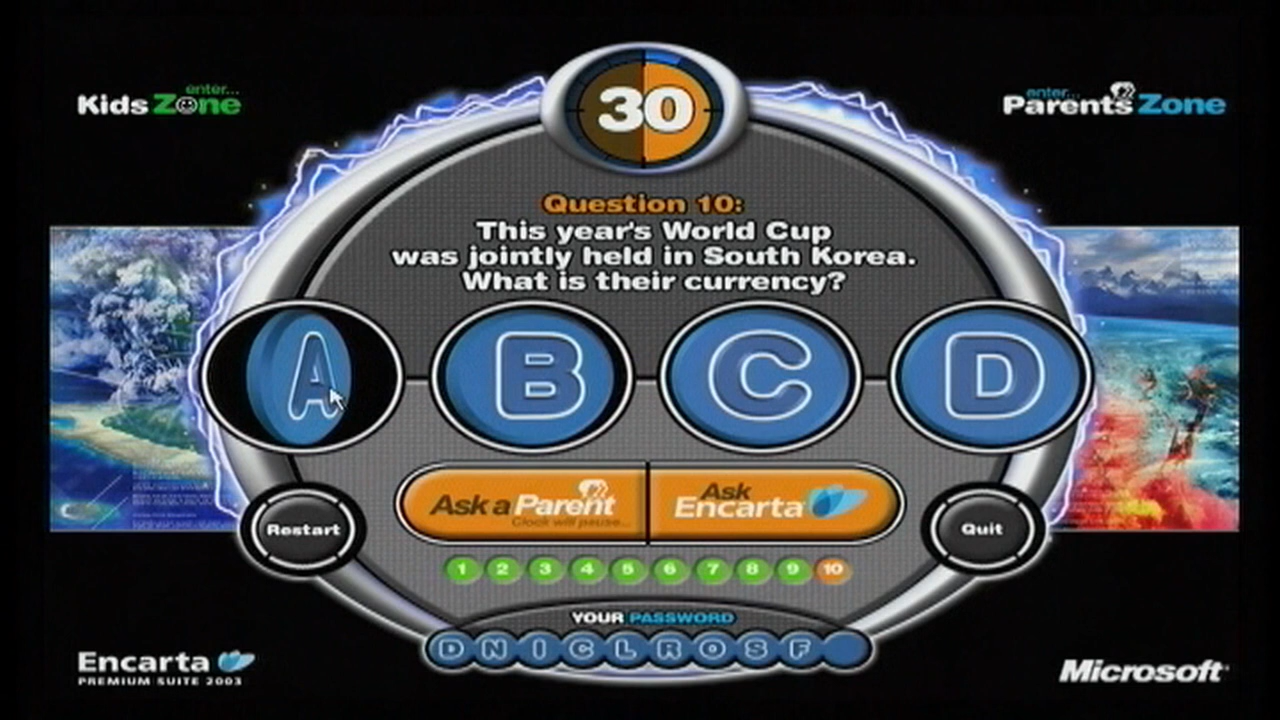 enter...
Kids Zone
30
enter...
Parents Zone
Question 10:
This year's World Cup
was jointly held in South Korea.
What is their currency?
A
B
C
D
Ask a Parent
Clock will pause...
Ask
Encarta
Restart
Quit
1 2 3 4 5 6 7 8 9 10
YOUR PASSWORD
D N I C L R O S F
Encarta
PREMIUM SUITE 2003
Microsoft